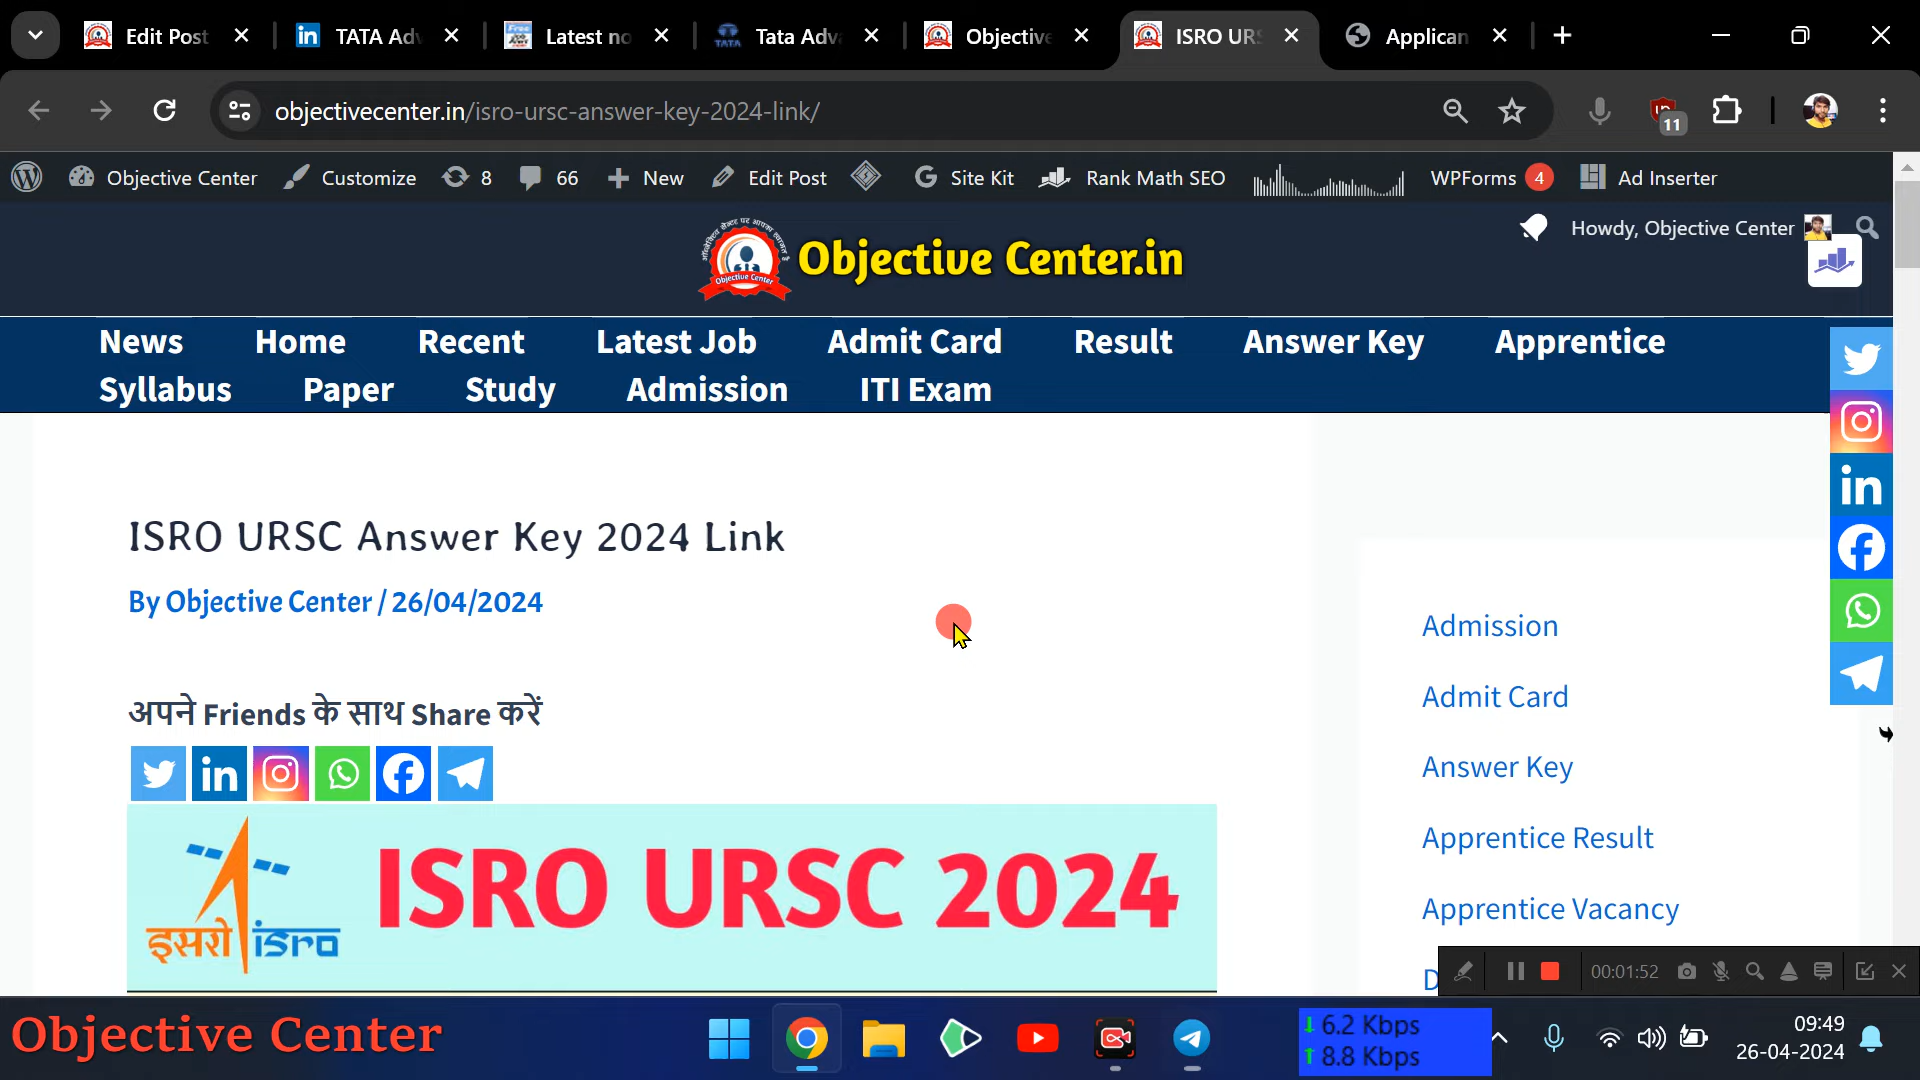 Edit Post
TATA Adv
Latest no
Tata Adva
Objective
ISRO UR
Applican
objectivecenter.in/isro-ursc-answer-key-2024-link/
11
Objective Center
Customize
8
66
New
Edit Post
Site Kit
Rank Math SEO
WPForms 4
Ad Inserter
Objective Center.in
Objective Center
Howdy, Objective Center
News Home Recent Latest Job Admit Card Result Answer Key Apprentice
Syllabus Paper Study Admission ITI Exam
ISRO URSC Answer Key 2024 Link
By Objective Center / 26/04/2024
अपने Friends के साथ Share करें
इसरो isro
ISRO URSC 2024
Admission
Admit Card
Answer Key
Apprentice Result
Apprentice Vacancy
00:01:52
Objective Center
6.2 Kbps
8.8 Kbps
09:49
26-04-2024